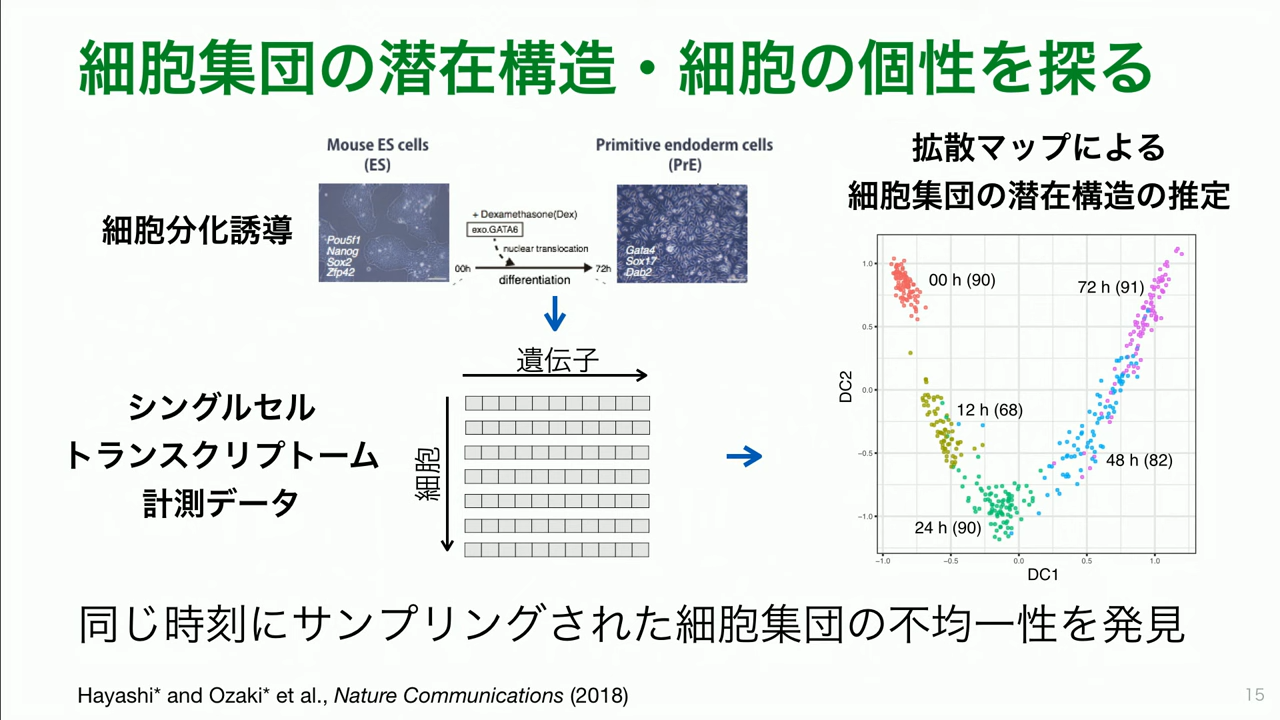 細胞集団の潜在構造・細胞の個性を探る
Mouse ES cells
(ES)
Primitive endoderm cells
(PrE)
細胞分化誘導
Pou5f1
Nanog
Sox2
Zfp42
+ Dexamethasone(Dex)
exo.GATA6
nuclear translocation
00h
72h
differentiation
Gata4
Sox17
Dab2
シングルセル
トランスクリプトーム
計測データ
遺伝子
細胞
拡散マップによる
細胞集団の潜在構造の推定
00 h (90)
72 h (91)
12 h (68)
48 h (82)
24 h (90)
DC2
1.0
0.5
0.0
−0.5
−1.0
−1.0 −0.5 0.0 0.5 1.0
DC1
同じ時刻にサンプリングされた細胞集団の不均一性を発見
Hayashi* and Ozaki* et al., Nature Communications (2018)
15